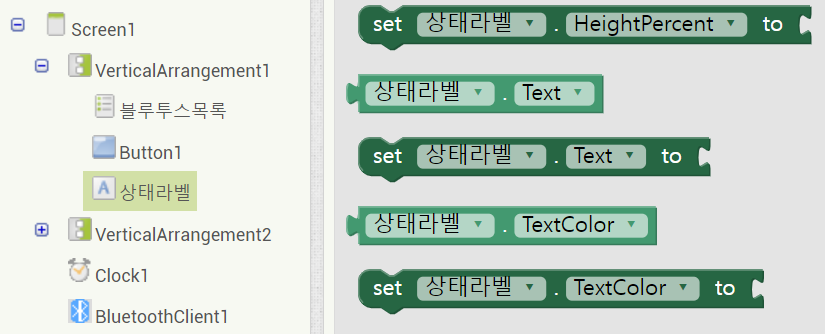 Screen1
VerticalArrangement1
블루투스목록
Button1
상태라벨
VerticalArrangement2
Clock1
BluetoothClient1
set 상태라벨 . HeightPercent to
상태라벨 . Text
set 상태라벨 . Text to
상태라벨 . TextColor
set 상태라벨 . TextColor to